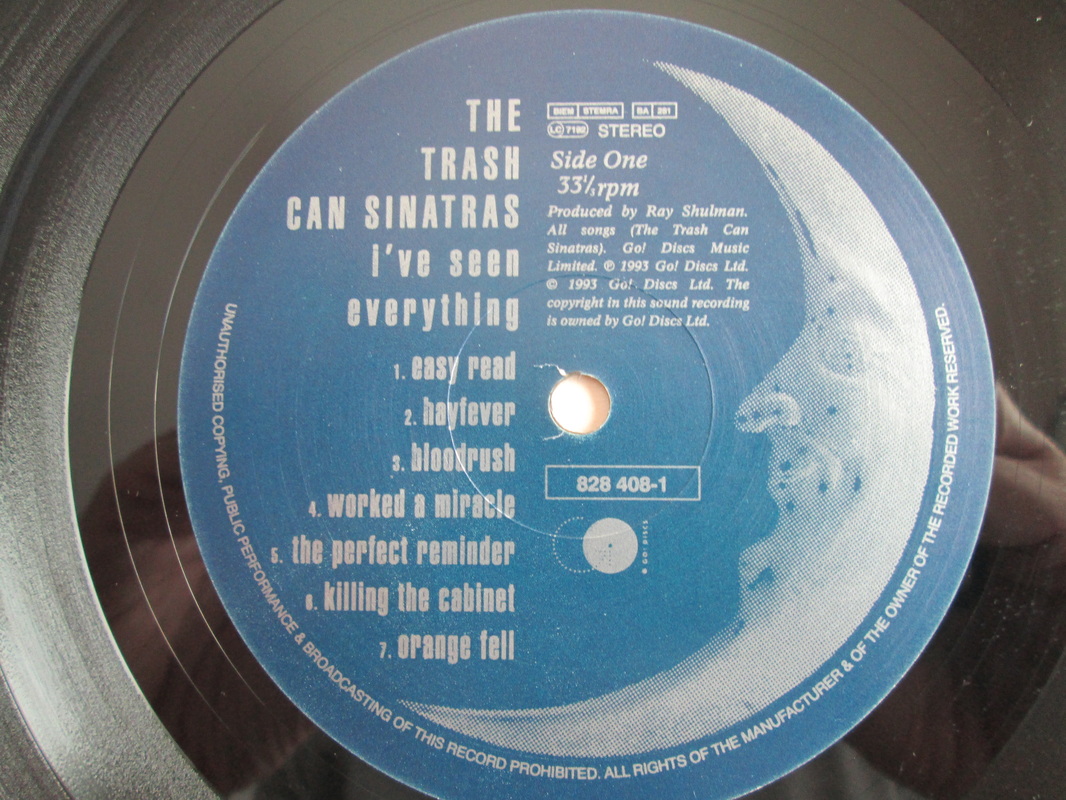 THE
TRASH
CAN SINATRAS
i've seen
everything
1. easy read
2. hayfever
3. bloodrush
4. worked a miracle
5. the perfect reminder
6. killing the cabinet
7. orange fell
BIEM STEMRA BA 281
LC 7192 STEREO
Side One
33⅓rpm
Produced by Ray Shulman.
All songs (The Trash Can
Sinatras). Go! Discs Music
Limited. ℗ 1993 Go! Discs Ltd.
© 1993 Go! Discs Ltd. The
copyright in this sound recording
is owned by Go! Discs Ltd.
828 408-1
GO! DISCS
UNAUTHORISED COPYING, PUBLIC PERFORMANCE & BROADCASTING OF THIS RECORD PROHIBITED. ALL RIGHTS OF THE MANUFACTURER & OF THE OWNER OF THE RECORDED WORK RESERVED.